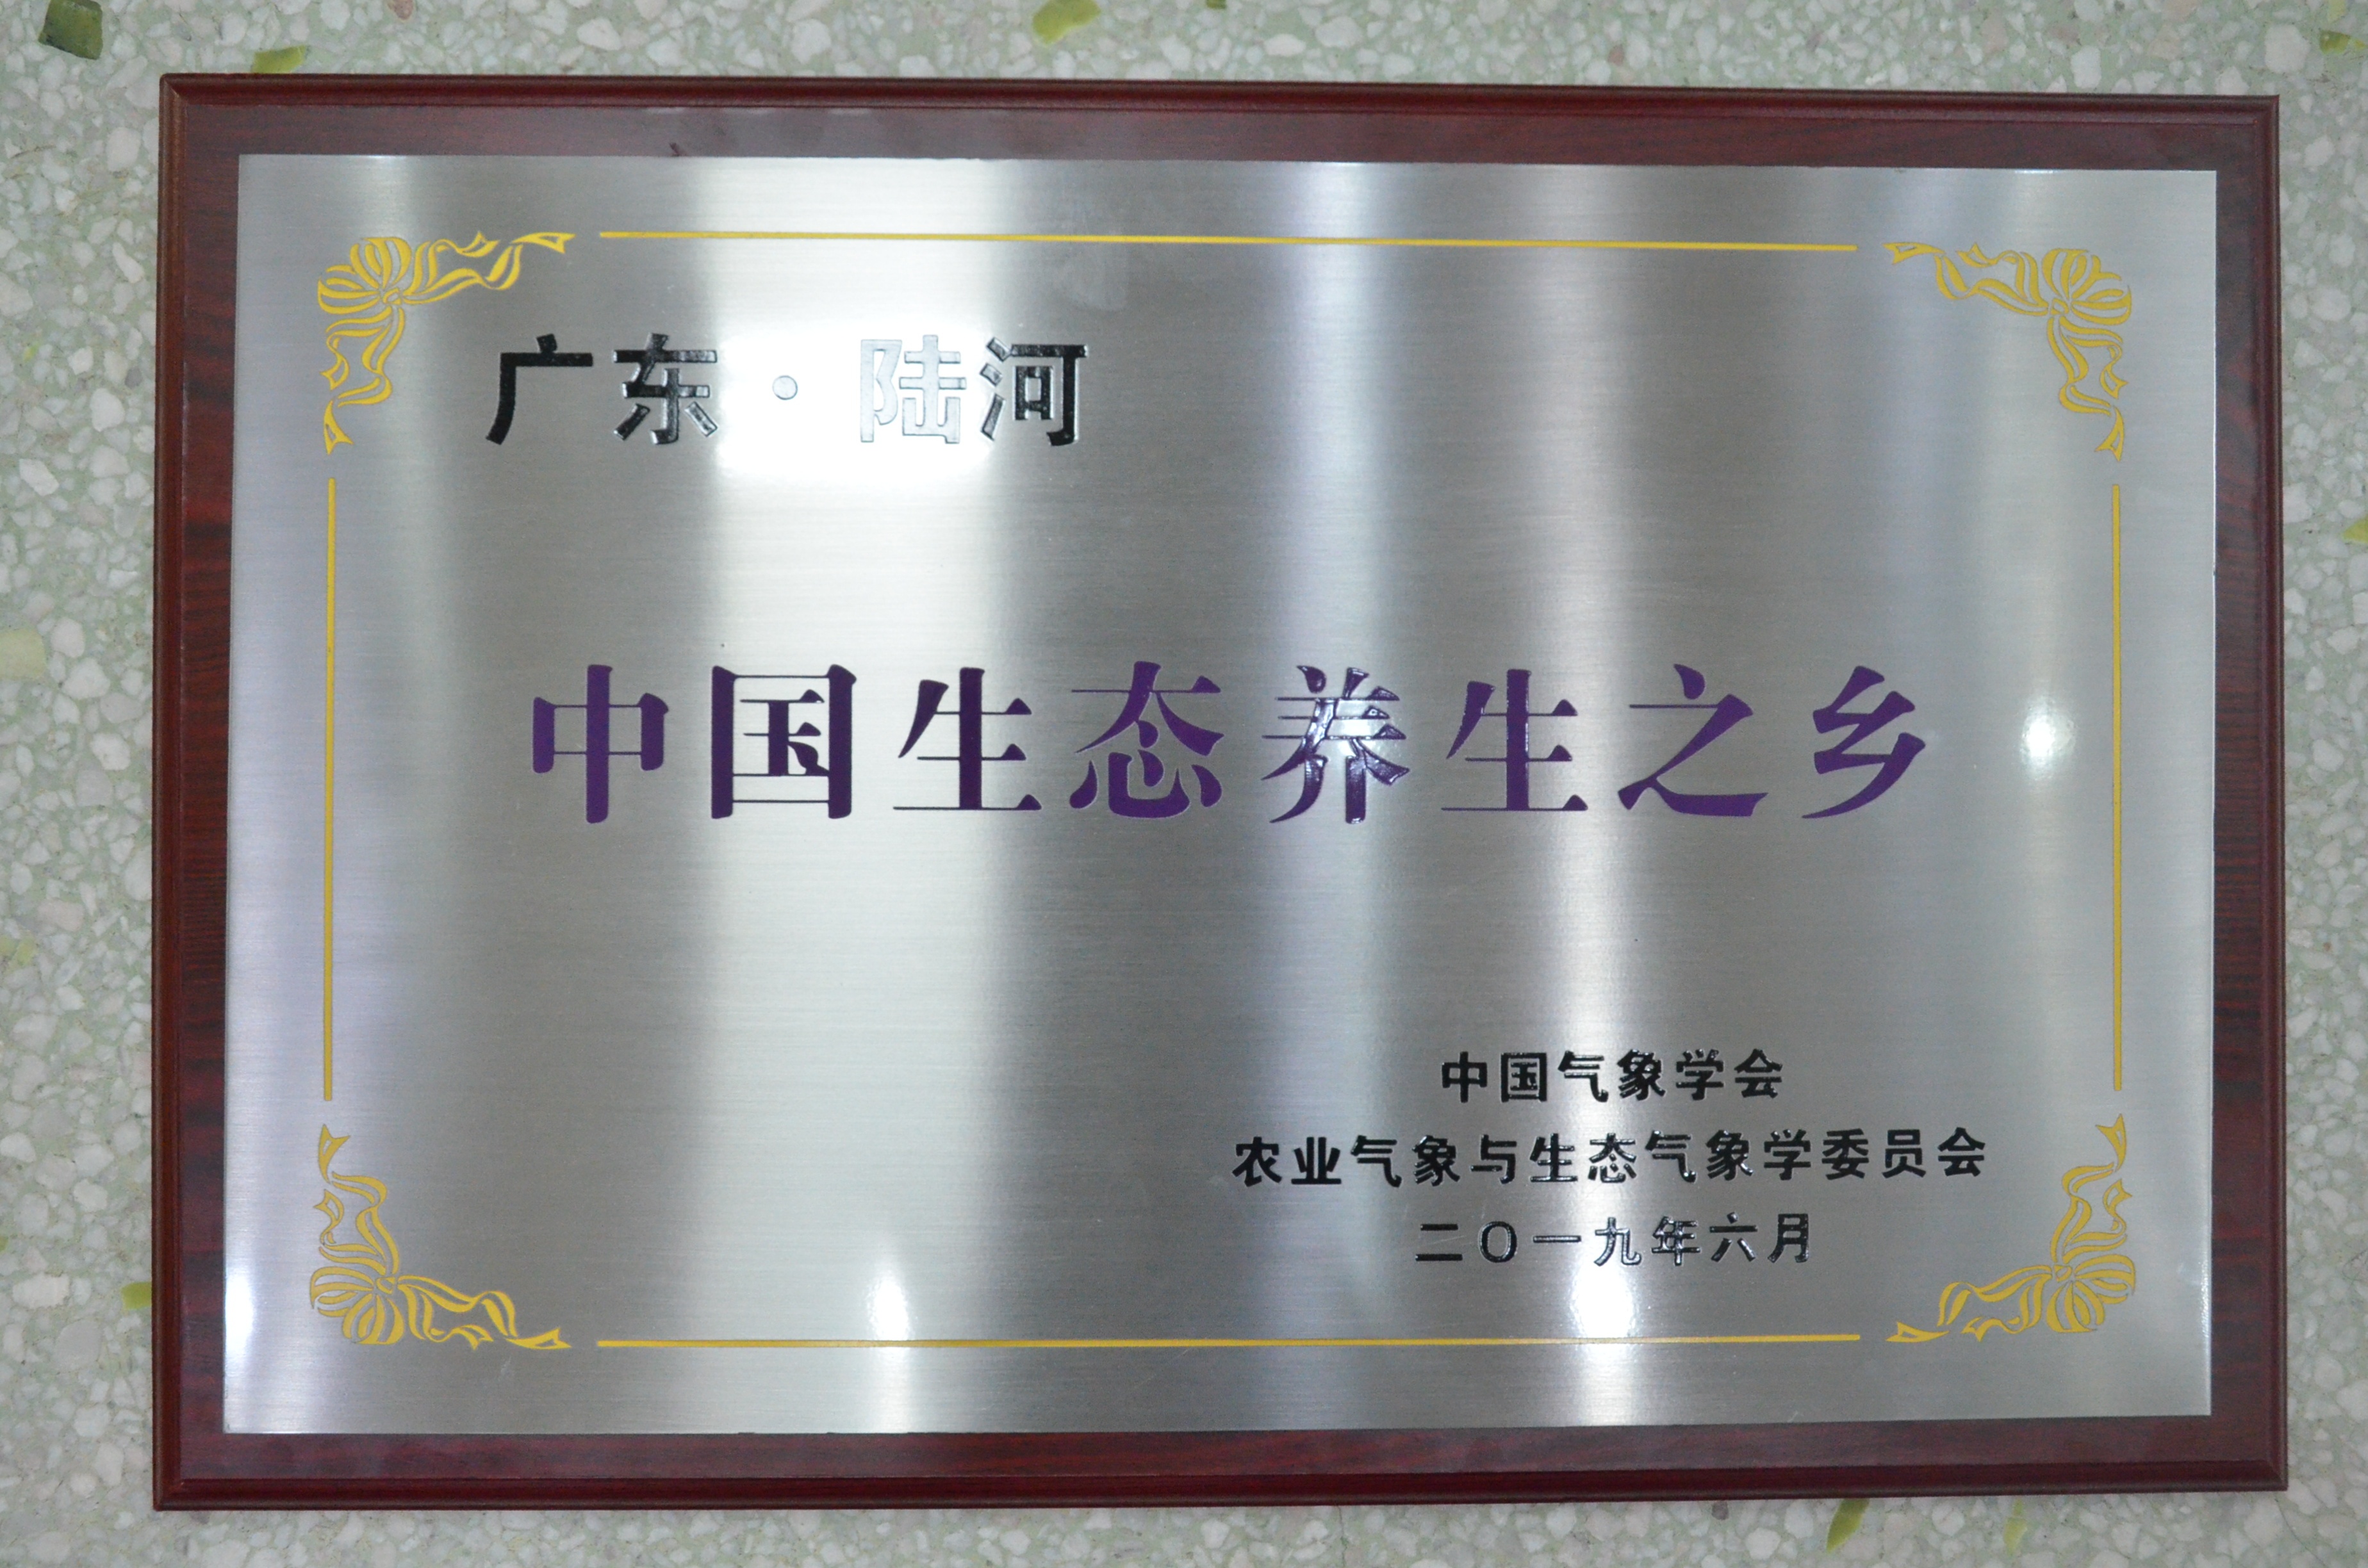 广东·陆河
中国生态养生之乡
中国气象学会
农业气象与生态气象学委员会
二〇一九年六月